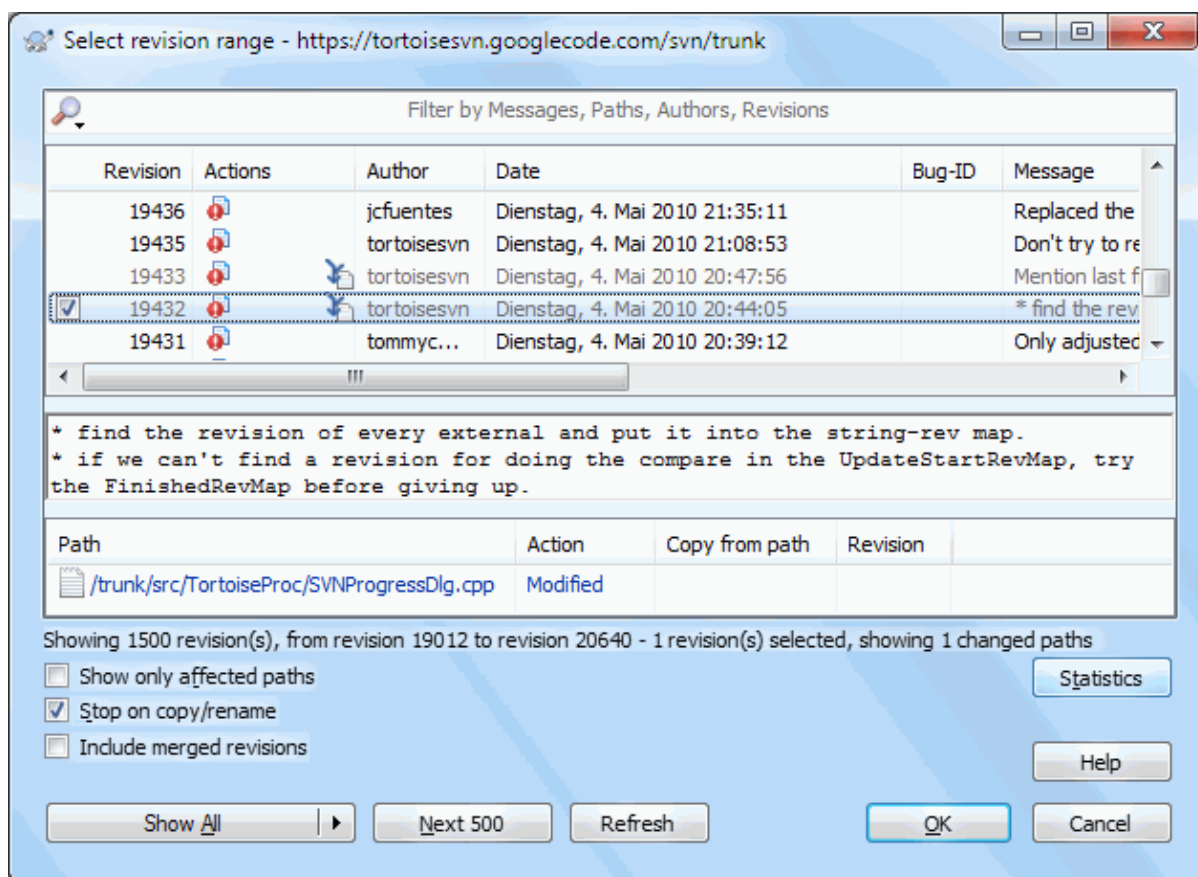 Select revision range - https://tortoisesvn.googlecode.com/svn/trunk
Filter by Messages, Paths, Authors, Revisions
Revision Actions Author Date Bug-ID Message
19436 jcfuentes Dienstag, 4. Mai 2010 21:35:11 Replaced the
19435 tortoisesvn Dienstag, 4. Mai 2010 21:08:53 Don't try to re
19433 tortoisesvn Dienstag, 4. Mai 2010 20:47:56 Mention last f
19432 tortoisesvn Dienstag, 4. Mai 2010 20:44:05 * find the rev
19431 tommyc... Dienstag, 4. Mai 2010 20:39:12 Only adjusted
* find the revision of every external and put it into the string-rev map.
* if we can't find a revision for doing the compare in the UpdateStartRevMap, try
the FinishedRevMap before giving up.
Path Action Copy from path Revision
/trunk/src/TortoiseProc/SVNProgressDlg.cpp Modified
Showing 1500 revision(s), from revision 19012 to revision 20640 - 1 revision(s) selected, showing 1 changed paths
Show only affected paths
Statistics
Stop on copy/rename
Include merged revisions
Help
Show All Next 500 Refresh OK Cancel